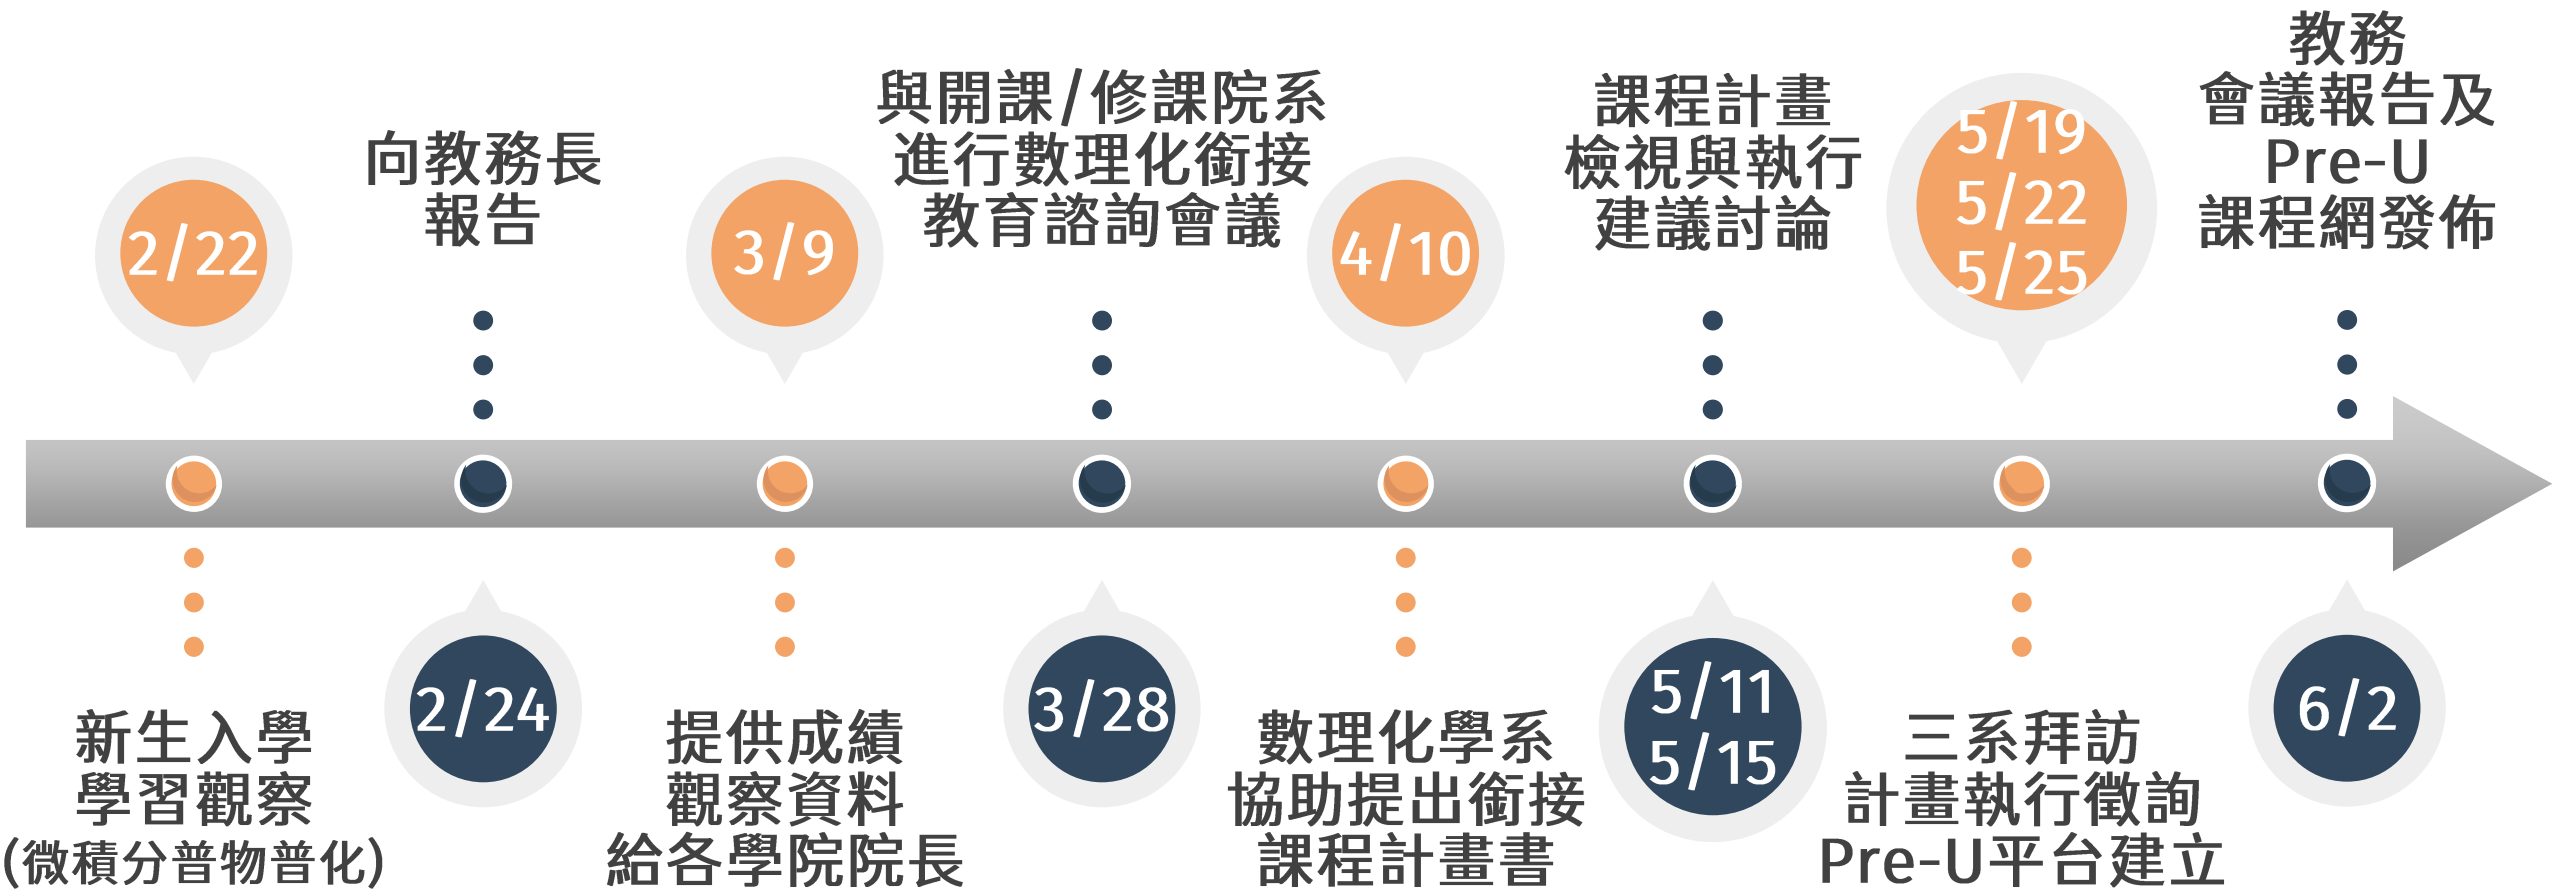 2/22
新生入學
學習觀察
(微積分普物普化)
向教務長
報告
2/24
3/9
提供成績
觀察資料
給各學院院長
與開課/修課院系
進行數理化銜接
教育諮詢會議
3/28
4/10
數理化學系
協助提出銜接
課程計畫書
課程計畫
檢視與執行
建議討論
5/11
5/15
5/19
5/22
5/25
三系拜訪
計畫執行徵詢
Pre-U平台建立
教務
會議報告及
Pre-U
課程網發佈
6/2